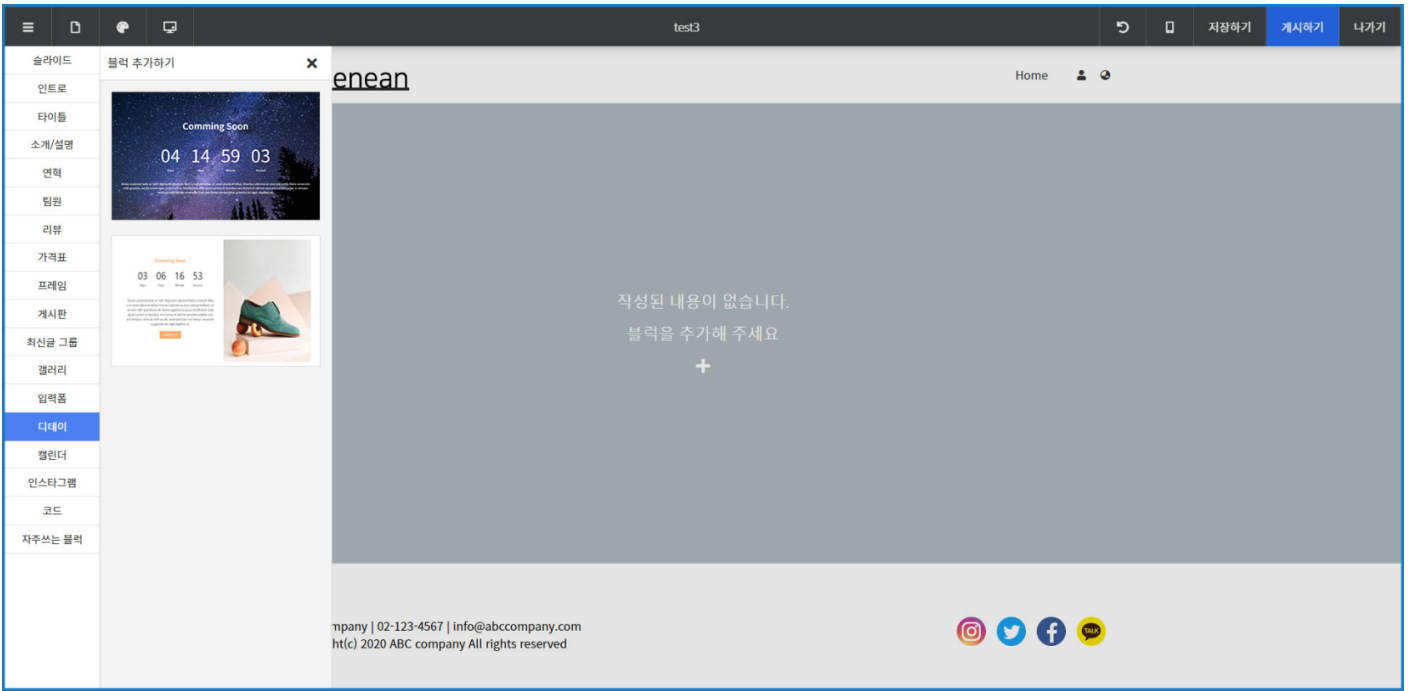 test3
저장하기
게시하기
나가기
슬라이드
인트로
타이틀
소개/설명
연혁
팀원
리뷰
가격표
프레임
게시판
최신글 그룹
갤러리
입력폼
디데이
캘린더
인스타그램
코드
자주쓰는 블럭
블럭 추가하기
Comming Soon
04 14 59 03
Comming Soon
03 06 16 53
enean
Home
작성된 내용이 없습니다.
블럭을 추가해 주세요
mpany | 02-123-4567 | info@abccompany.com
ht(c) 2020 ABC company All rights reserved
TALK